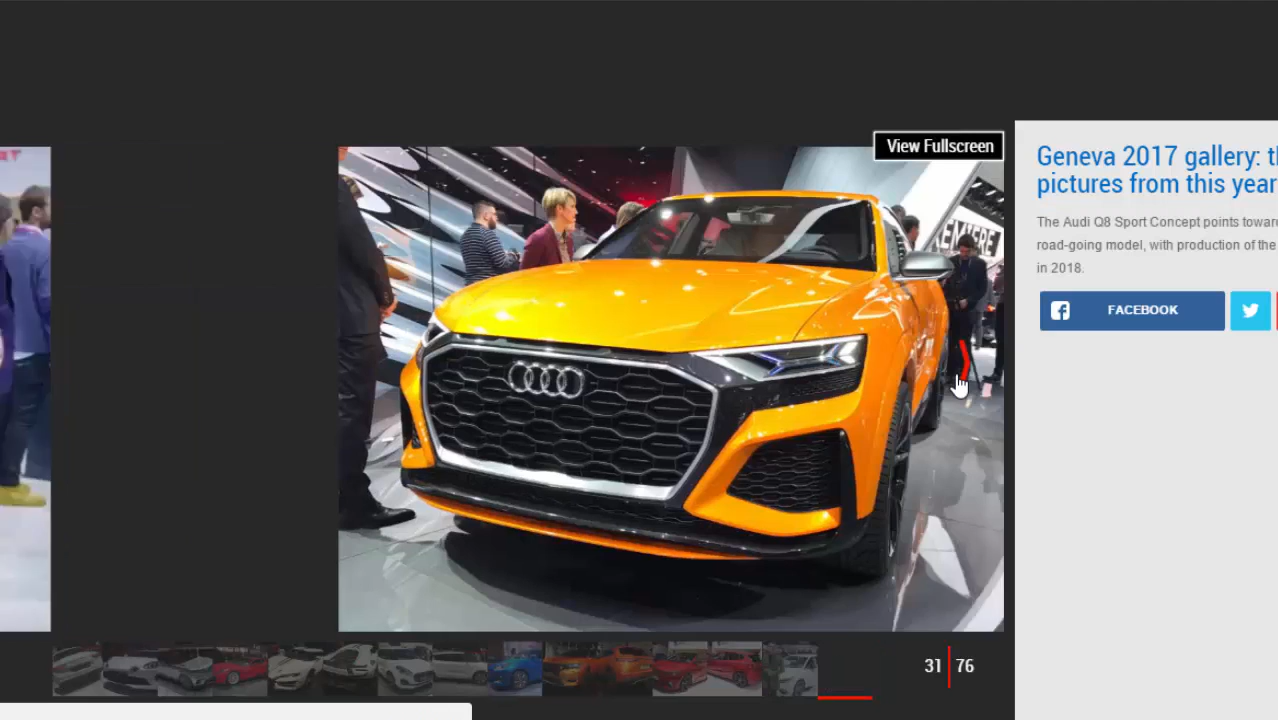 View Fullscreen
Geneva 2017 gallery: t
pictures from this year
The Audi Q8 Sport Concept points towar
road-going model, with production of the
in 2018.
FACEBOOK
31 76